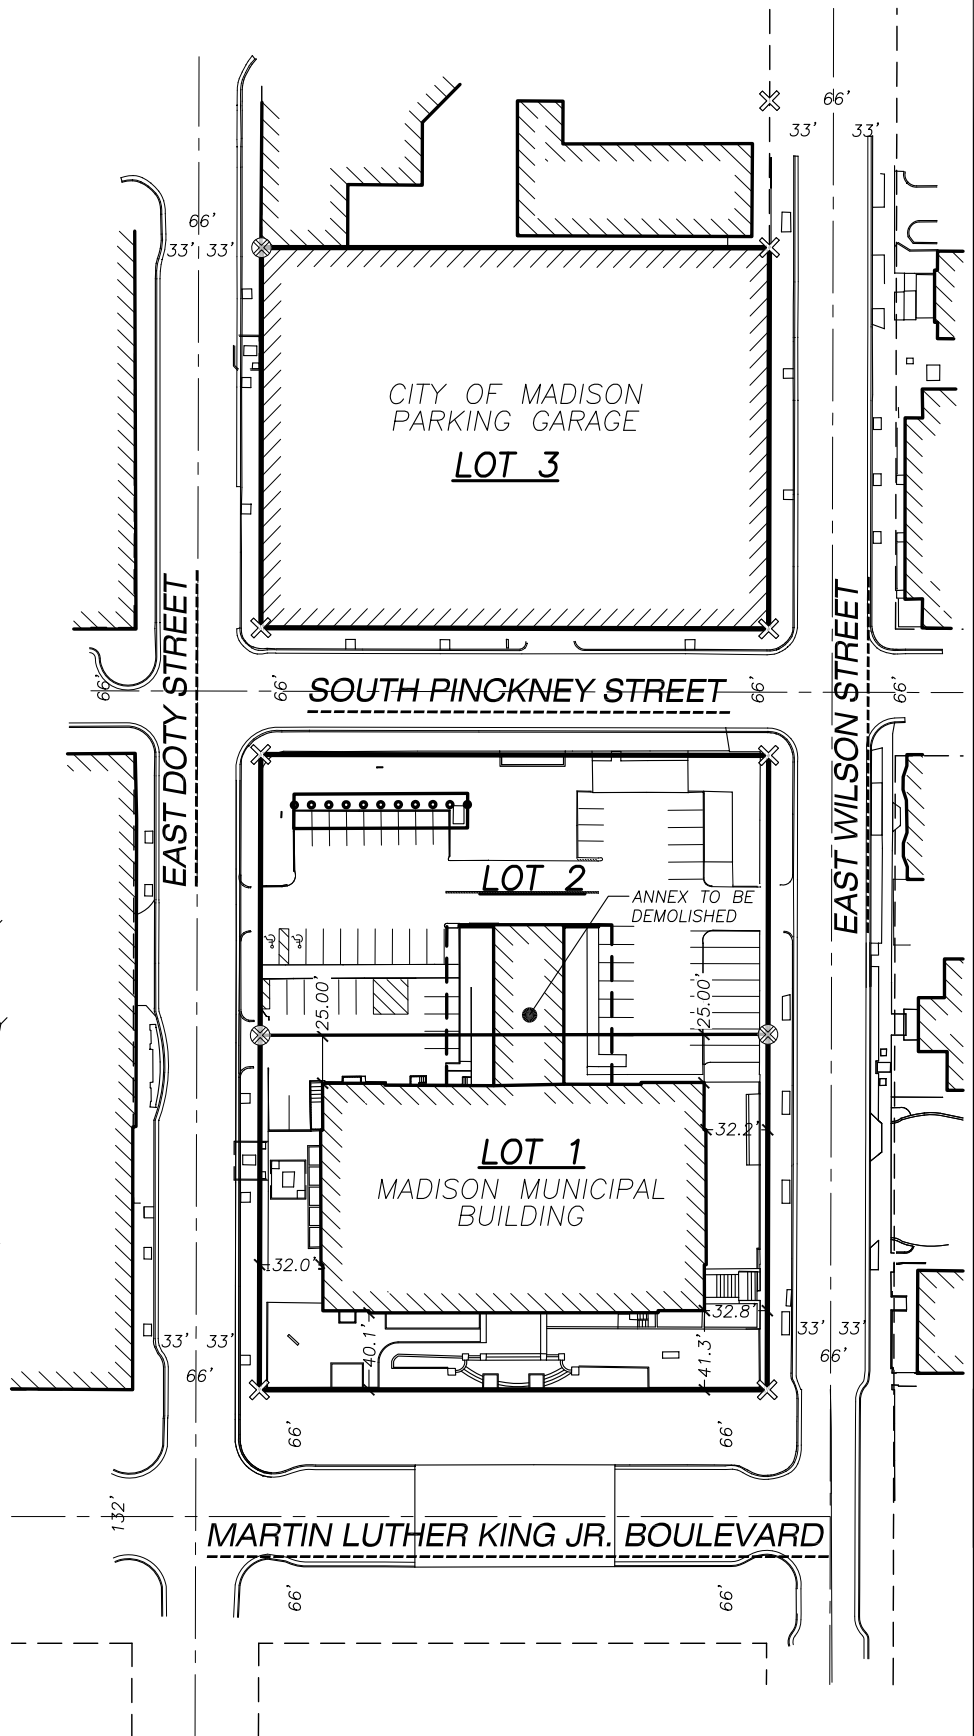 66'
33' 33'
66'
33' 33'
CITY OF MADISON
PARKING GARAGE
LOT 3
EAST DOTY STREET
EAST WILSON STREET
66'
66'
SOUTH PINCKNEY STREET
66'
66'
LOT 2
ANNEX TO BE
DEMOLISHED
25.00'
25.00'
32.2'
LOT 1
MADISON MUNICIPAL
BUILDING
32.0'
32.8'
33' 33'
66'
40.1'
41.3'
33' 33'
66'
66'
66'
132'
MARTIN LUTHER KING JR. BOULEVARD
66'
66'